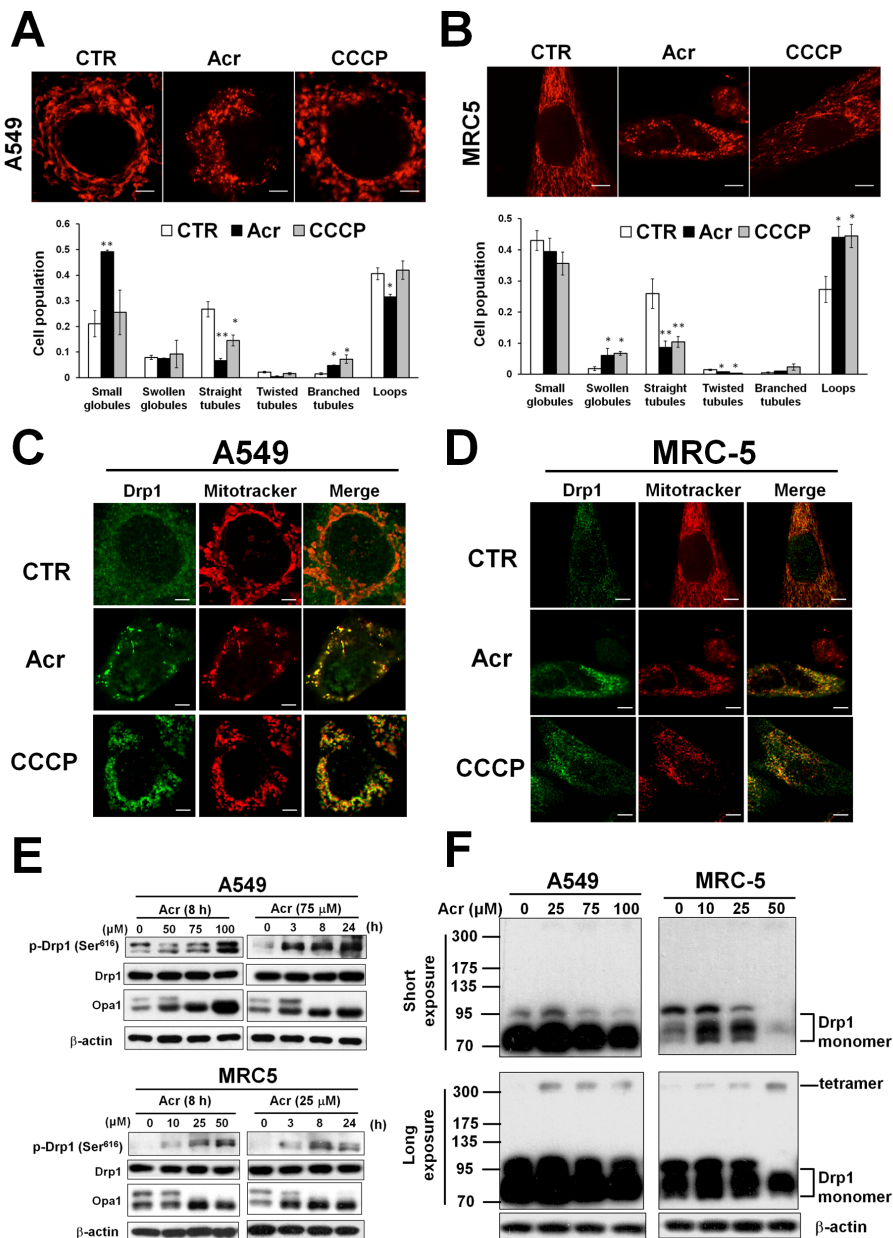 A
CTR Acr CCCP
A549
0.6
0.5
0.4
0.3
0.2
0.1
0
Cell population
CTR Acr CCCP
**
**
*
*
*
*
Small globules
Swollen globules
Straight tubules
Twisted tubules
Branched tubules
Loops
B
CTR Acr CCCP
MRC5
0.5
0.4
0.3
0.2
0.1
0
Cell population
CTR Acr CCCP
*
*
**
**
*
*
*
*
Small globules
Swollen globules
Straight tubules
Twisted tubules
Branched tubules
Loops
C
A549
Drp1 Mitotracker Merge
CTR
Acr
CCCP
D
MRC-5
Drp1 Mitotracker Merge
CTR
Acr
CCCP
E
A549
Acr (8 h) Acr (75 μM)
(μM) 0 50 75 100 0 3 8 24 (h)
p-Drp1 (Ser⁶¹⁶)
Drp1
Opa1
β-actin
MRC5
Acr (8 h) Acr (25 μM)
(μM) 0 10 25 50 0 3 8 24 (h)
p-Drp1 (Ser⁶¹⁶)
Drp1
Opa1
β-actin
F
A549 MRC-5
Acr (μM) 0 25 75 100 0 10 25 50
Short exposure
300
175
135
95
70
Drp1 monomer
Long exposure
300
175
135
95
70
tetramer
Drp1 monomer
β-actin